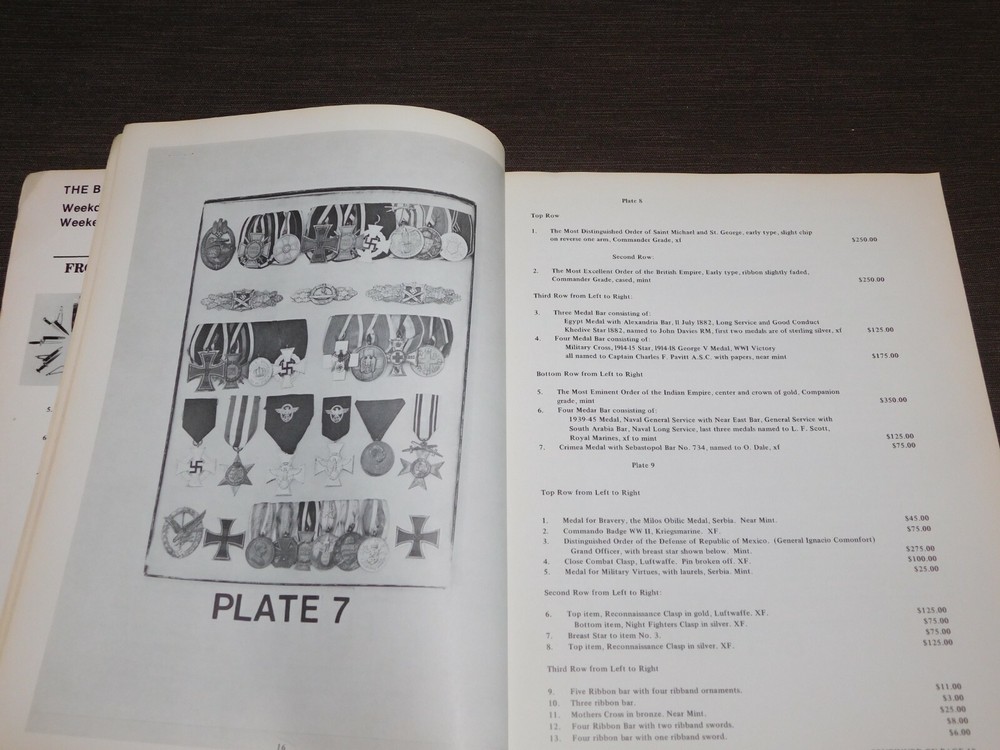 THE B
Weekd
Weeke
FRO
5.
6
PLATE 7
16
Plate 8
Top Row
1. The Most Distinguished Order of Saint Michael and St. George, early type, slight chip
on reverse one arm, Commander Grade, xf $250.00
Second Row:
2. The Most Excellent Order of the British Empire, Early type, ribbon slightly faded,
Commander Grade, cased, mint $250.00
Third Row from Left to Right:
3. Three Medal Bar consisting of:
Egypt Medal with Alexandria Bar, 11 July 1882, Long Service and Good Conduct
Khedive Star 1882, named to John Davies RM, first two medals are of sterling silver, xf $125.00
4. Four Medal Bar consisting of:
Military Cross, 1914-15 Star, 1914-18 George V Medal, WWI Victory
all named to Captain Charles F. Pavitt A.S.C. with papers, near mint $175.00
Bottom Row from Left to Right
5. The Most Eminent Order of the Indian Empire, center and crown of gold, Companion
grade, mint $350.00
6. Four Medar Bar consisting of:
1939-45 Medal, Naval General Service with Near East Bar, General Service with
South Arabia Bar, Naval Long Service, last three medals named to L. F. Scott,
Royal Marines, xf to mint $125.00
7. Crimea Medal with Sebastopol Bar No. 734, named to O. Dale, xf $75.00
Plate 9
Top Row from Left to Right
1. Medal for Bravery, the Milos Obilic Medal, Serbia. Near Mint. $45.00
2. Commando Badge WW II, Kriegsmarine. XF. $75.00
3. Distinguished Order of the Defense of Republic of Mexico. (General Ignacio Comonfort)
Grand Officer, with breast star shown below. Mint. $275.00
4. Close Combat Clasp, Luftwaffe. Pin broken off. XF. $100.00
5. Medal for Military Virtues, with laurels, Serbia. Mint. $25.00
Second Row from Left to Right:
6. Top item, Reconnaissance Clasp in gold, Luftwaffe. XF. $125.00
Bottom item, Night Fighters Clasp in silver. XF. $75.00
7. Breast Star to item No. 3. $75.00
8. Top item, Reconnaissance Clasp in silver. XF. $125.00
Third Row from Left to Right
9. Five Ribbon bar with four ribband ornaments. $11.00
10. Three ribbon bar. $3.00
11. Mothers Cross in bronze. Near Mint. $25.00
12. Four Ribbon Bar with two ribband swords. $8.00
13. Four ribbon bar with one ribband sword. $6.00